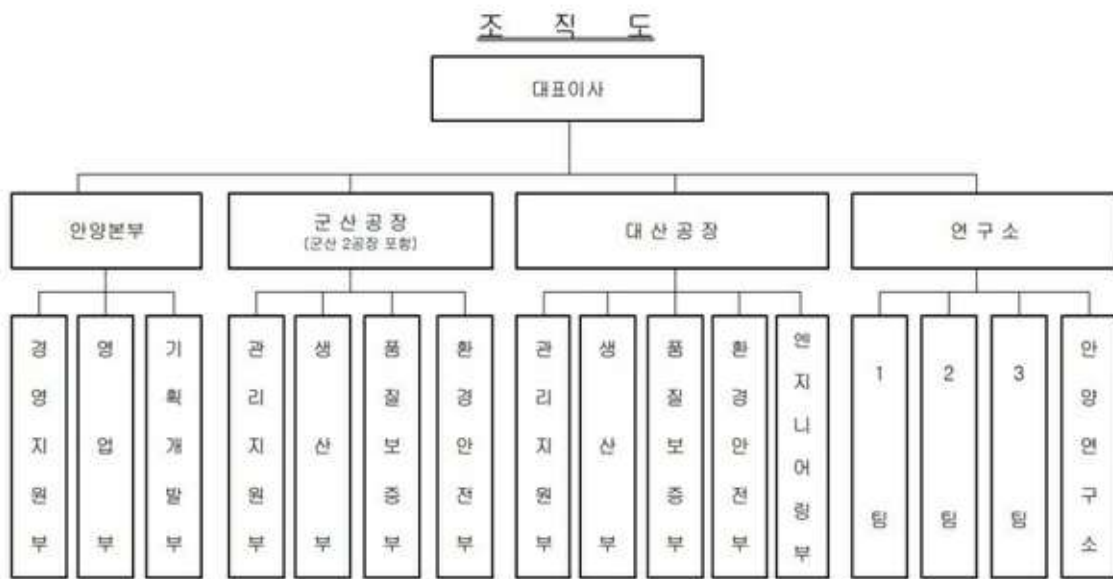 조 직 도
대표이사
안양본부
군 산 공 장
(군산 2공장 포함)
대 산 공 장
연 구 소
경영지원부
영업부
기획개발부
관리지원부
생산부
품질보증부
환경안전부
관리지원부
생산부
품질보증부
환경안전부
엔지니어링부
1팀
2팀
3팀
안양연구소